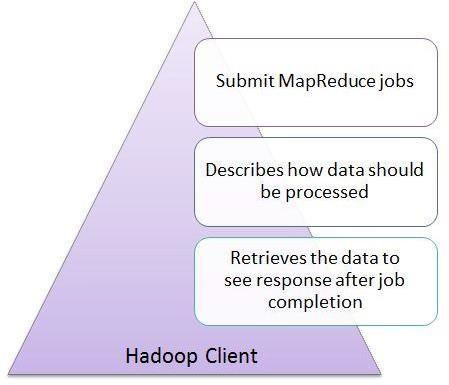 Submit MapReduce jobs
Describes how data should
be processed
Retrieves the data to
see response after job
completion
Hadoop Client